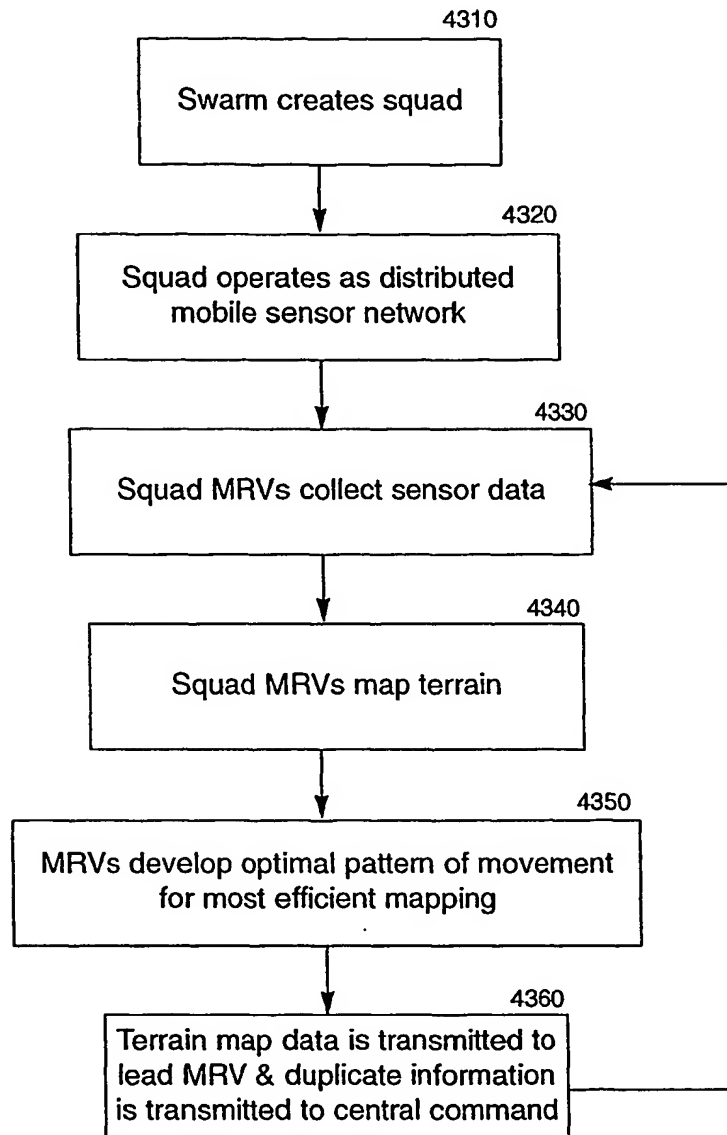 4310
Swarm creates squad
4320
Squad operates as distributed
mobile sensor network
4330
Squad MRVs collect sensor data
4340
Squad MRVs map terrain
4350
MRVs develop optimal pattern of movement
for most efficient mapping
4360
Terrain map data is transmitted to
lead MRV & duplicate information
is transmitted to central command